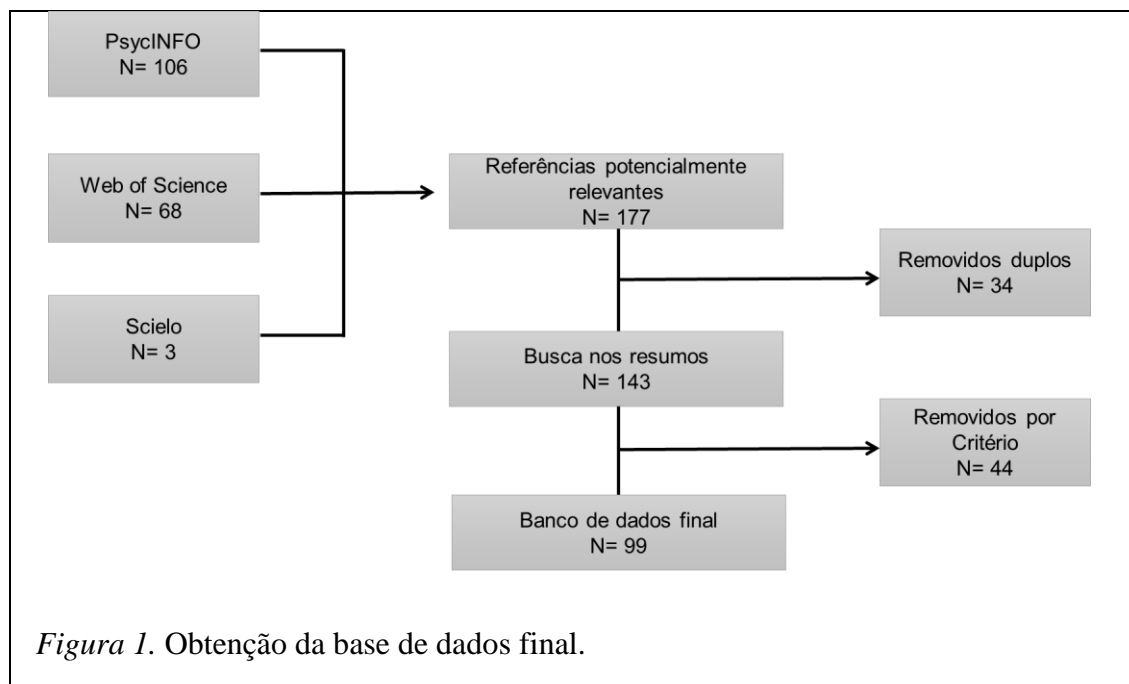 PsycINFO
N= 106
Web of Science
N= 68
Scielo
N= 3
Referências potencialmente
relevantes
N= 177
Removidos duplos
N= 34
Busca nos resumos
N= 143
Removidos por
Critério
N= 44
Banco de dados final
N= 99
Figura 1. Obtenção da base de dados final.